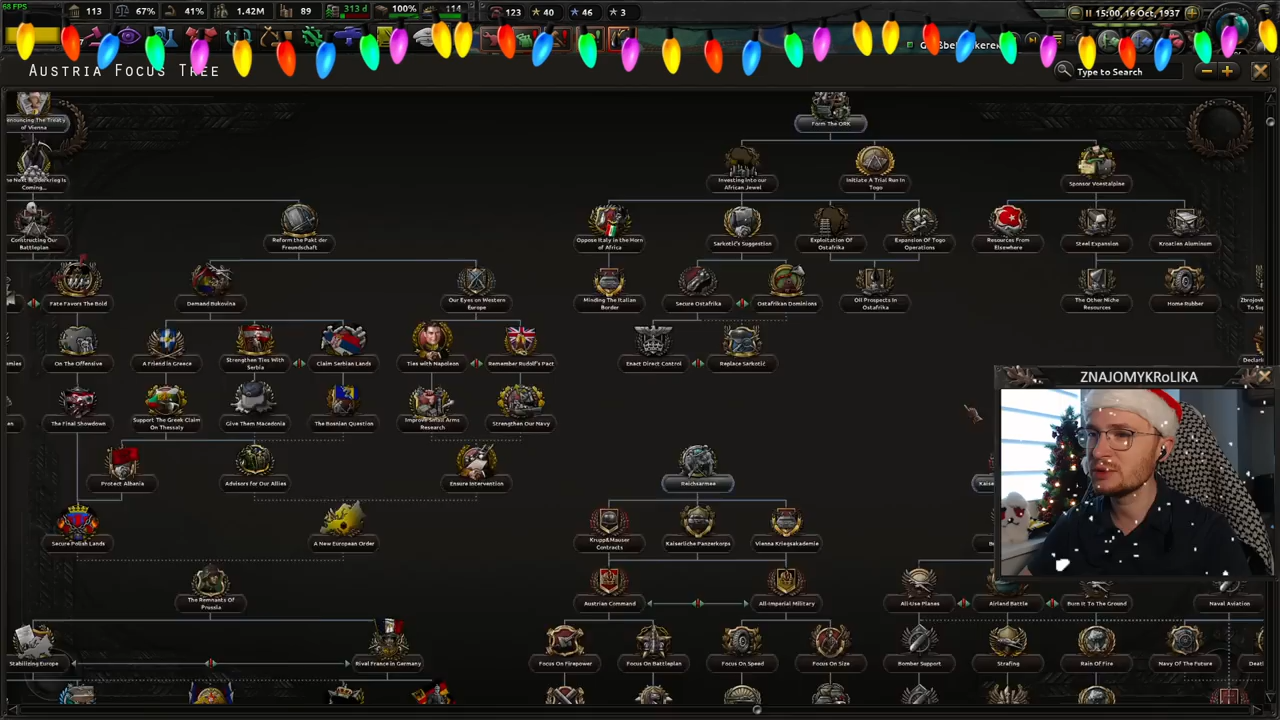 68 FPS
113
67%
41%
1.42M
89
313 d
100%
114
123
40
46
3
15:00, 16 Oct, 1937
Austria Focus Tree
Type to Search
Form The ORK
of Vienna
Coming...
Investing Into our
African Jewel
Initiate A Trial Run In
Togo
Sponsor Voestalpine
Constructing Our
Battleplan
Reform the Pakt der
Freundschaft
Oppose Italy in the Horn
of Africa
Sarkotić's Suggestion
Exploitation Of
Ostafrika
Expansion Of Togo
Operations
Resources From
Elsewhere
Steel Expansion
Kroatian Aluminum
Fate Favors The Bold
Demand Bukovina
Our Eyes on Western
Europe
Minding The Italian
Border
Secure Ostafrika
Ostafrikan Dominions
Oil Prospects In
Ostafrika
The Other Niche
Resources
Home Rubber
On The Offensive
A Friend in Greece
Strengthen Ties With
Serbia
Claim Serbian Lands
Ties with Napoleon
Remember Rudolf's Pact
Enact Direct Control
Replace Sarkotić
The Final Showdown
Support The Greek Claim
On Thessaly
Give Them Macedonia
The Bosnian Question
Research
Strengthen Our Navy
ZNAJOMYKRoLIKA
Protect Albania
Advisors for Our Allies
Ensure Intervention
Reichsarmee
Secure Polish Lands
A New European Order
Krupp&Mauser
Contracts
Kaiserliche Panzerkorps
Vienna Kriegsakademie
The Remnants Of
Prussia
Austrian Command
All-Imperial Military
All-Use Planes
Airland Battle
Burn It To The Ground
Naval Aviation
Stabilizing Europe
Rival France in Germany
Focus On Firepower
Focus On Battleplan
Focus On Speed
Focus On Size
Bomber Support
Strafing
Rain Of Fire
Navy Of The Future